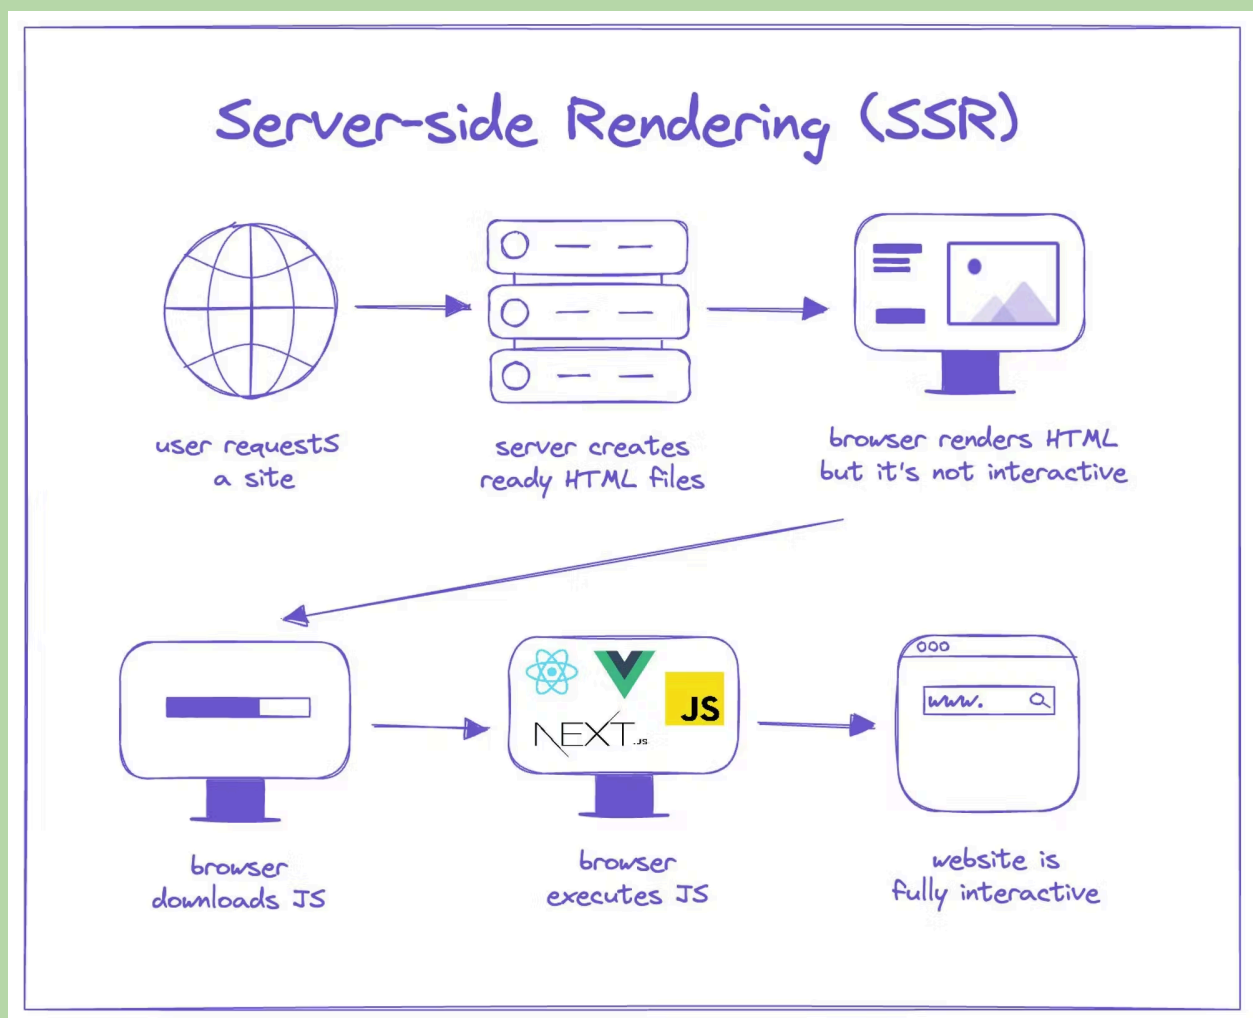 Server-side Rendering (SSR)
user requests
a site
server creates
ready HTML files
browser renders HTML
but it's not interactive
NEXT.JS
JS
www.
browser
downloads JS
browser
executes JS
website is
fully interactive